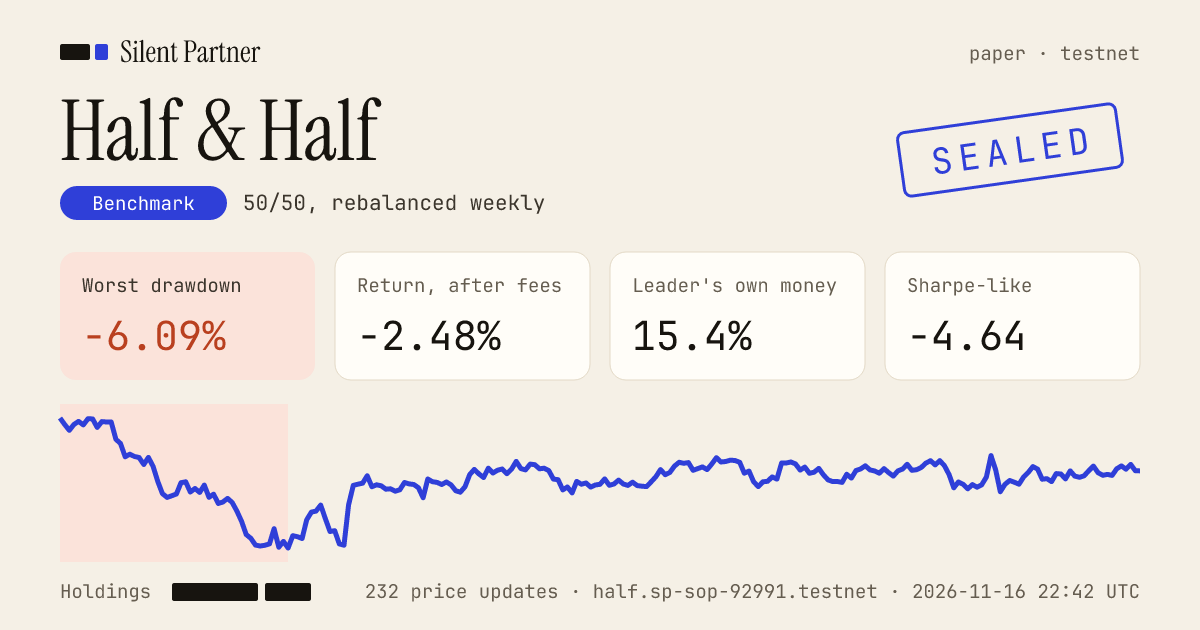 Silent Partner
paper · testnet
Half & Half
SEALED
Benchmark 50/50, rebalanced weekly
Worst drawdown
-6.09%
Return, after fees
-2.48%
Leader's own money
15.4%
Sharpe-like
-4.64
Holdings
232 price updates · half.sp-sop-92991.testnet · 2026-11-16 22:42 UTC